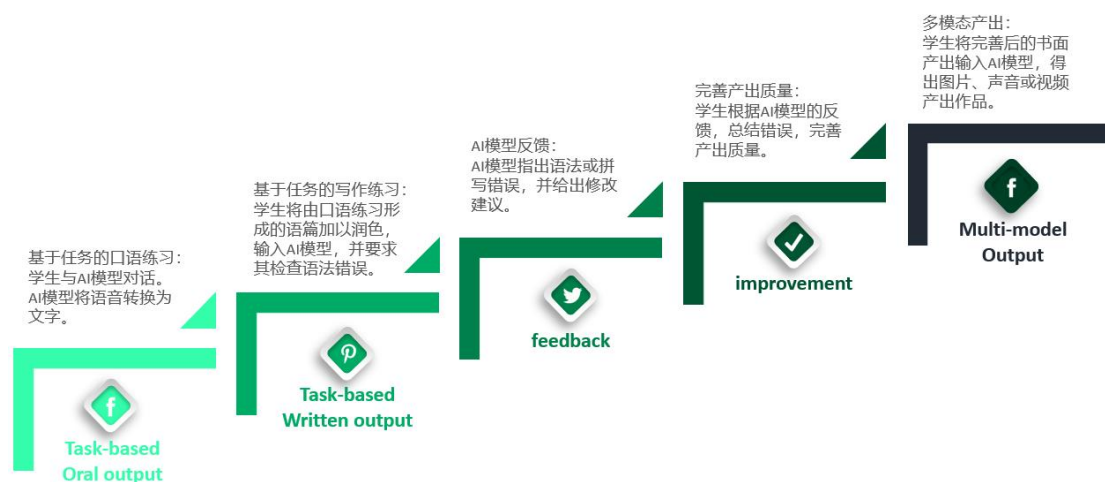 基于任务的口语练习：
学生与AI模型对话。
AI模型将语音转换为
文字。
Task-based
Oral output
基于任务的写作练习：
学生将由口语练习形
成的语篇加以润色，
输入AI模型，并要求
其检查语法错误。
Task-based
Written output
AI模型反馈：
AI模型指出语法或拼
写错误，并给出修改
建议。
feedback
完善产出质量：
学生根据AI模型的反
馈，总结错误，完善
产出质量。
improvement
多模态产出：
学生将完善后的书面
产出输入AI模型，得
出图片、声音或视频
产出作品。
Multi-model
Output